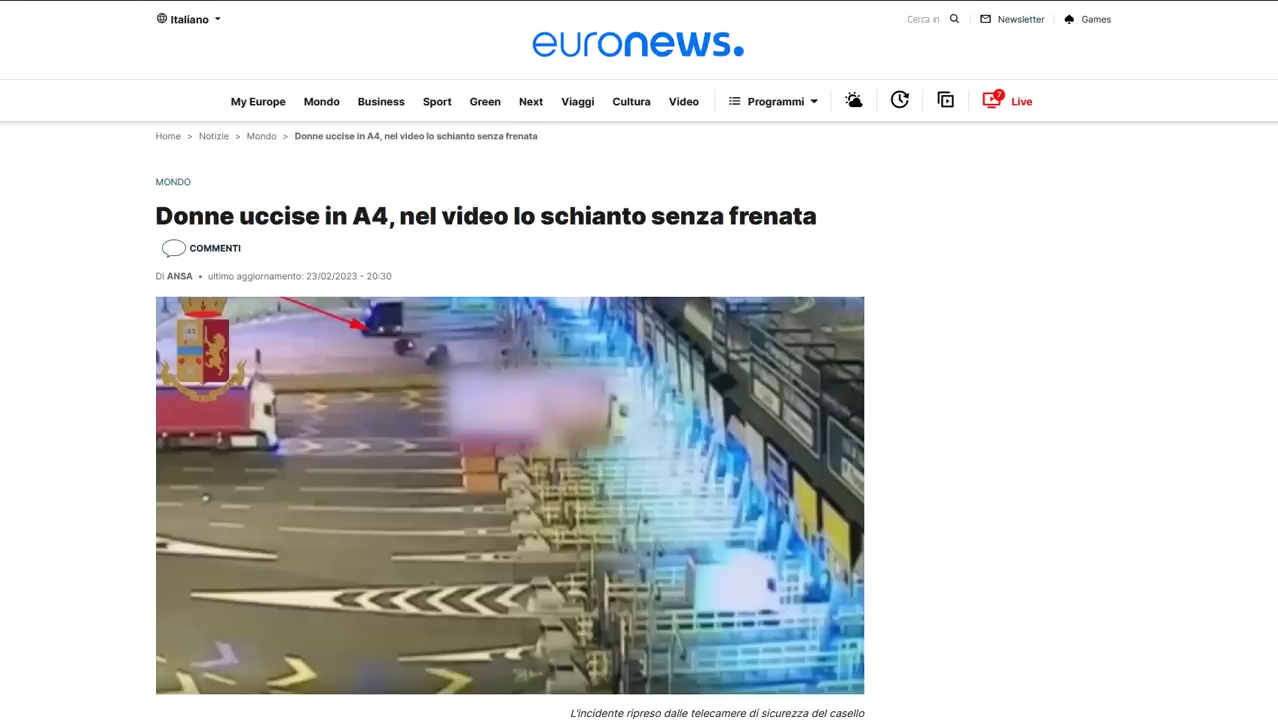 Italiano
Cerca in
Newsletter
Games
euronews.
My Europe Mondo Business Sport Green Next Viaggi Cultura Video Programmi 7 Live
Home > Notizie > Mondo > Donne uccise in A4, nel video lo schianto senza frenata
MONDO
Donne uccise in A4, nel video lo schianto senza frenata
COMMENTI
Di ANSA • ultimo aggiornamento: 23/02/2023 - 20:30
L'incidente ripreso dalle telecamere di sicurezza del casello